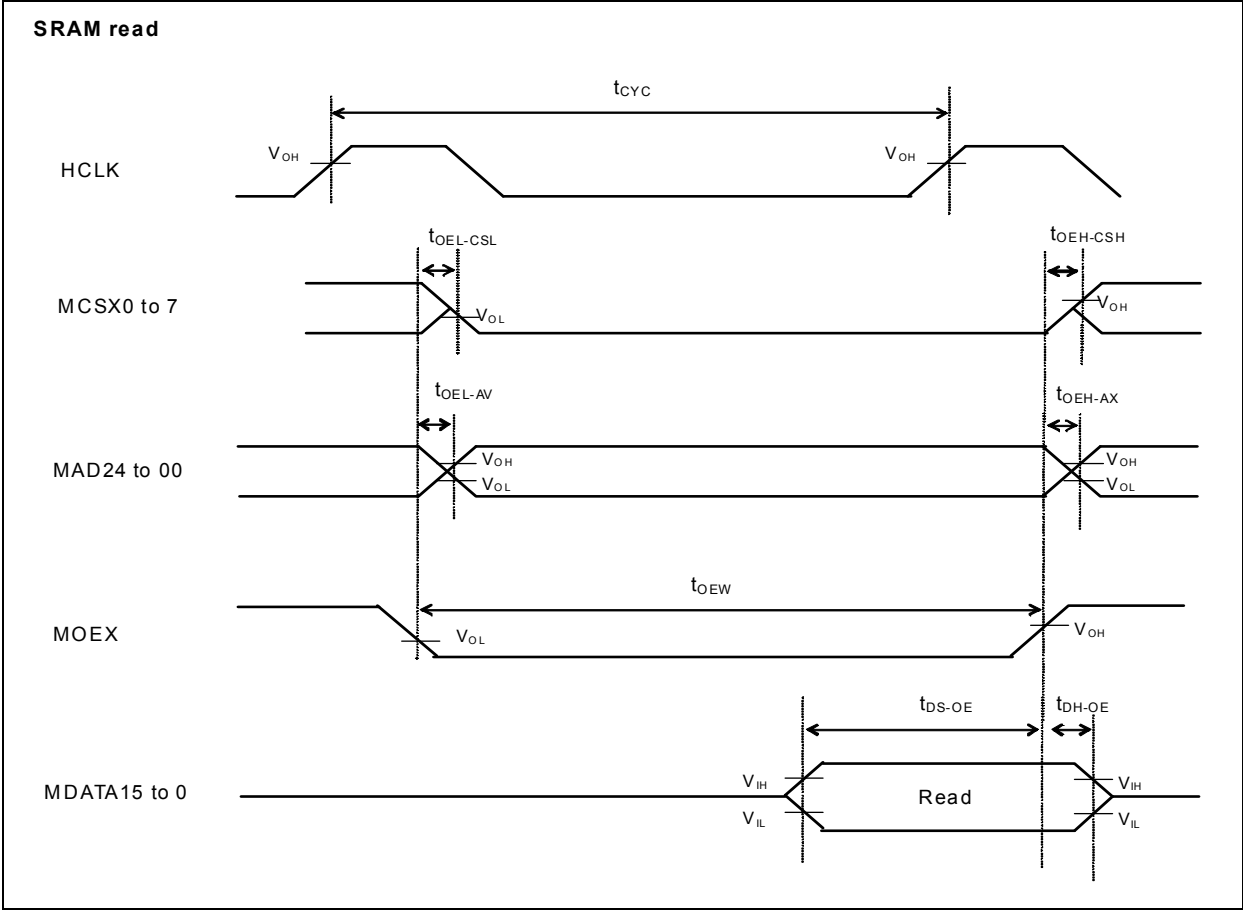 SRAM read
tCYC
VOH VOH
HCLK
tOEL-CSL tOEH-CSH
MCSX0 to 7
VOL VOH
tOEL-AV tOEH-AX
MAD24 to 00
VOH VOH
VOL VOL
tOEW
MOEX
VOL VOH
tDS-OE tDH-OE
VIH VIH
MDATA15 to 0 Read
VIL VIL